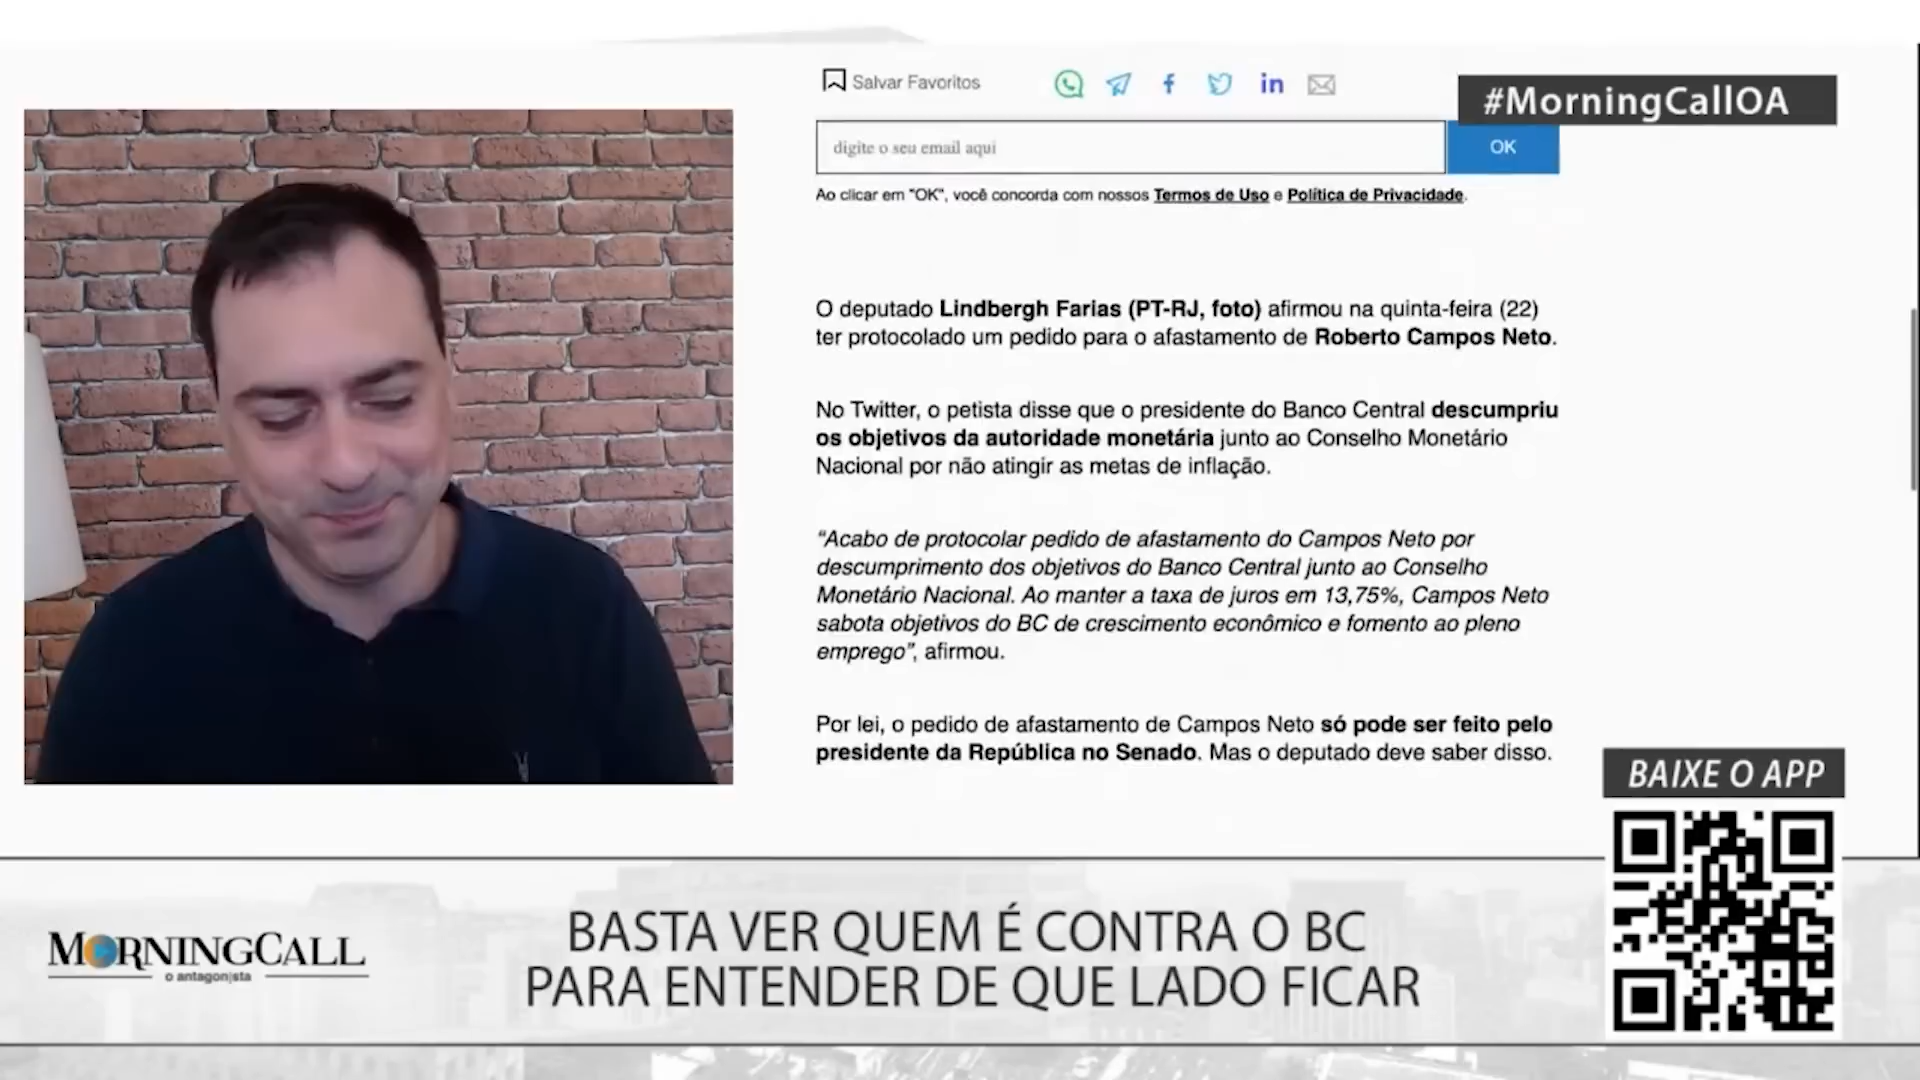 Salvar Favoritos
#MorningCallOA
digite o seu email aqui
OK
Ao clicar em "OK", você concorda com nossos Termos de Uso e Política de Privacidade.
O deputado Lindbergh Farias (PT-RJ, foto) afirmou na quinta-feira (22)
ter protocolado um pedido para o afastamento de Roberto Campos Neto.
No Twitter, o petista disse que o presidente do Banco Central descumpriu
os objetivos da autoridade monetária junto ao Conselho Monetário
Nacional por não atingir as metas de inflação.
“Acabo de protocolar pedido de afastamento do Campos Neto por
descumprimento dos objetivos do Banco Central junto ao Conselho
Monetário Nacional. Ao manter a taxa de juros em 13,75%, Campos Neto
sabota objetivos do BC de crescimento econômico e fomento ao pleno
emprego”, afirmou.
Por lei, o pedido de afastamento de Campos Neto só pode ser feito pelo
presidente da República no Senado. Mas o deputado deve saber disso.
BAIXE O APP
MORNINGCALL
o antagonista
BASTA VER QUEM É CONTRA O BC
PARA ENTENDER DE QUE LADO FICAR